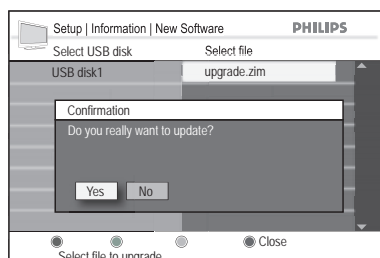 Setup | Information | New Software PHILIPS
Select USB disk Select file
USB disk1 upgrade.zim
Confirmation
Do you really want to update?
Yes No
Close
Select file to upgrade